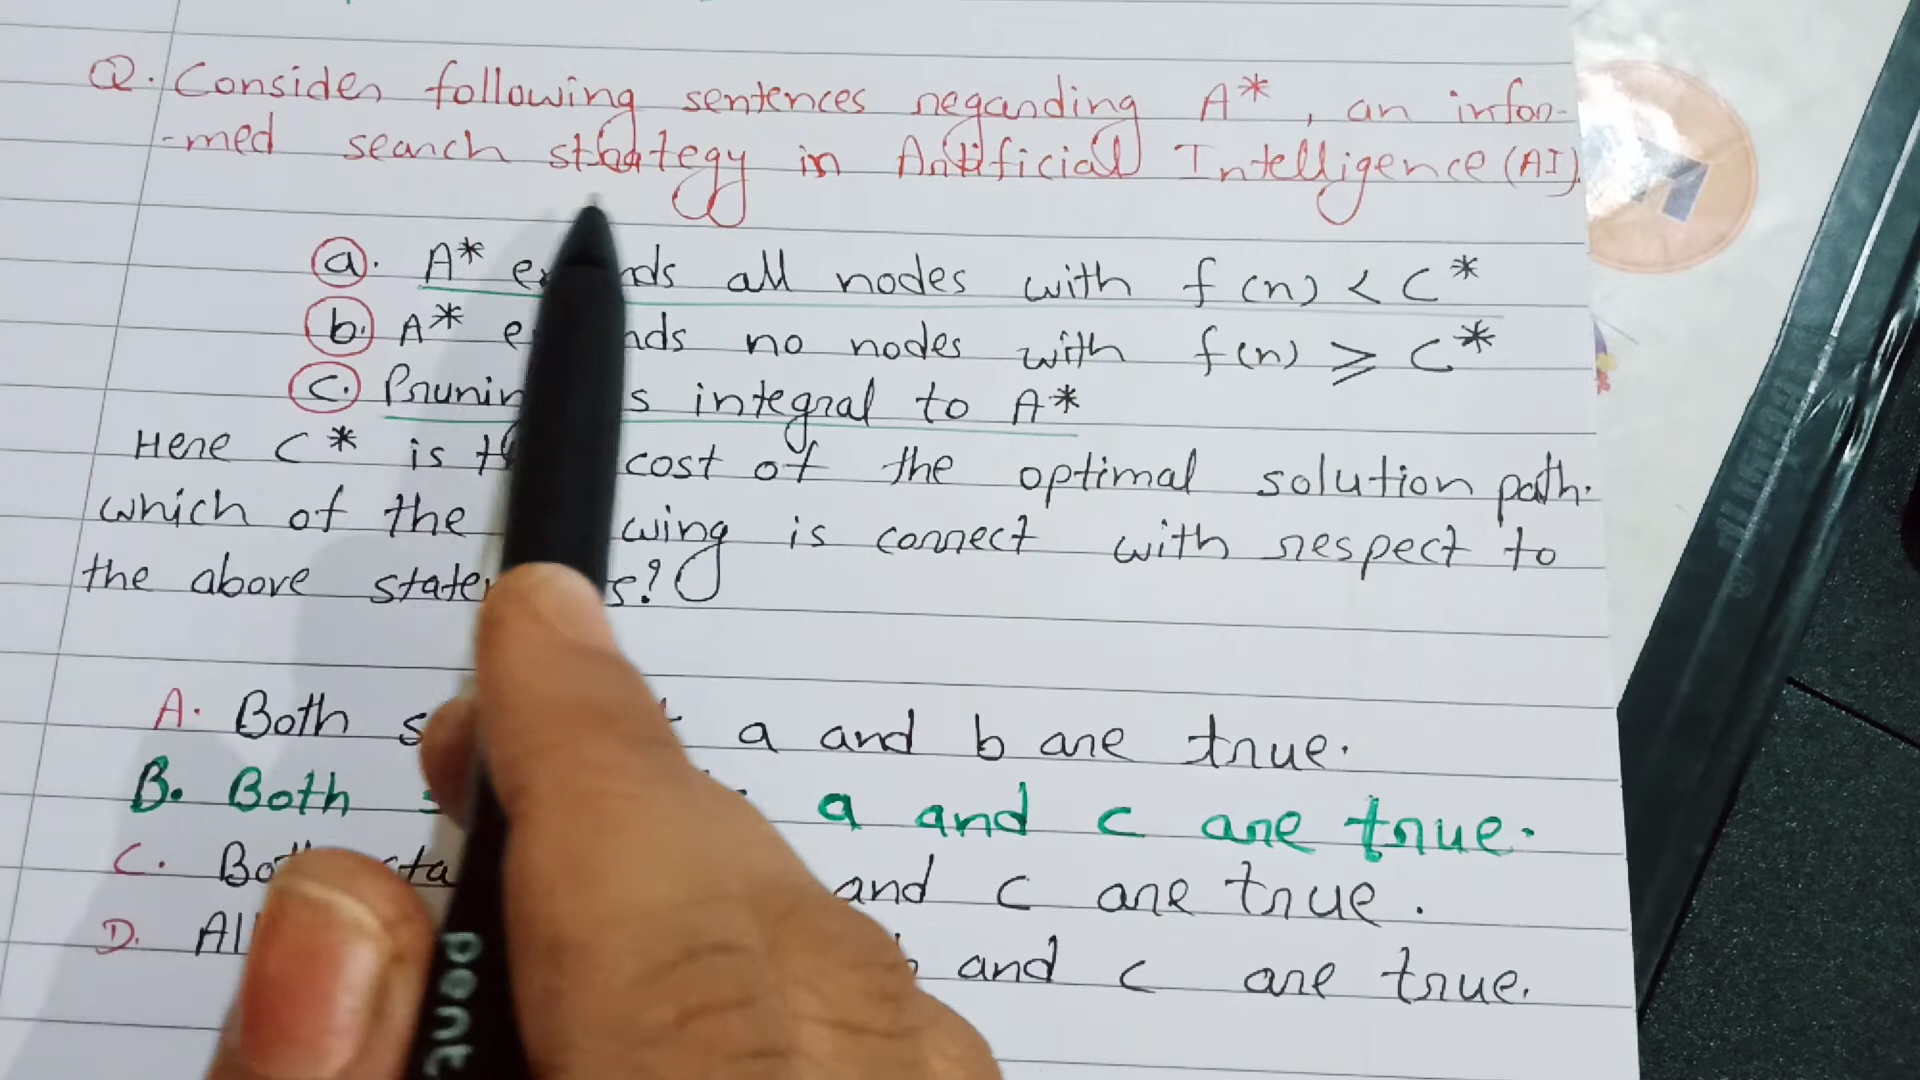 Q. Consider following sentences regarding A*, an infor-
-med search strategy in Artificial Intelligence (AI).
a. A* nds all nodes with f(n) < C*
b. A* nds no nodes with f(n) ⩾ C*
c. Prunin s integral to A*
Here C* is cost of the optimal solution path.
which of the wing is correct with respect to
the above state s?
A. Both s a and b are true.
B. Both a and c are true.
C. Bo sta and c are true.
D. All and c are true.
pent